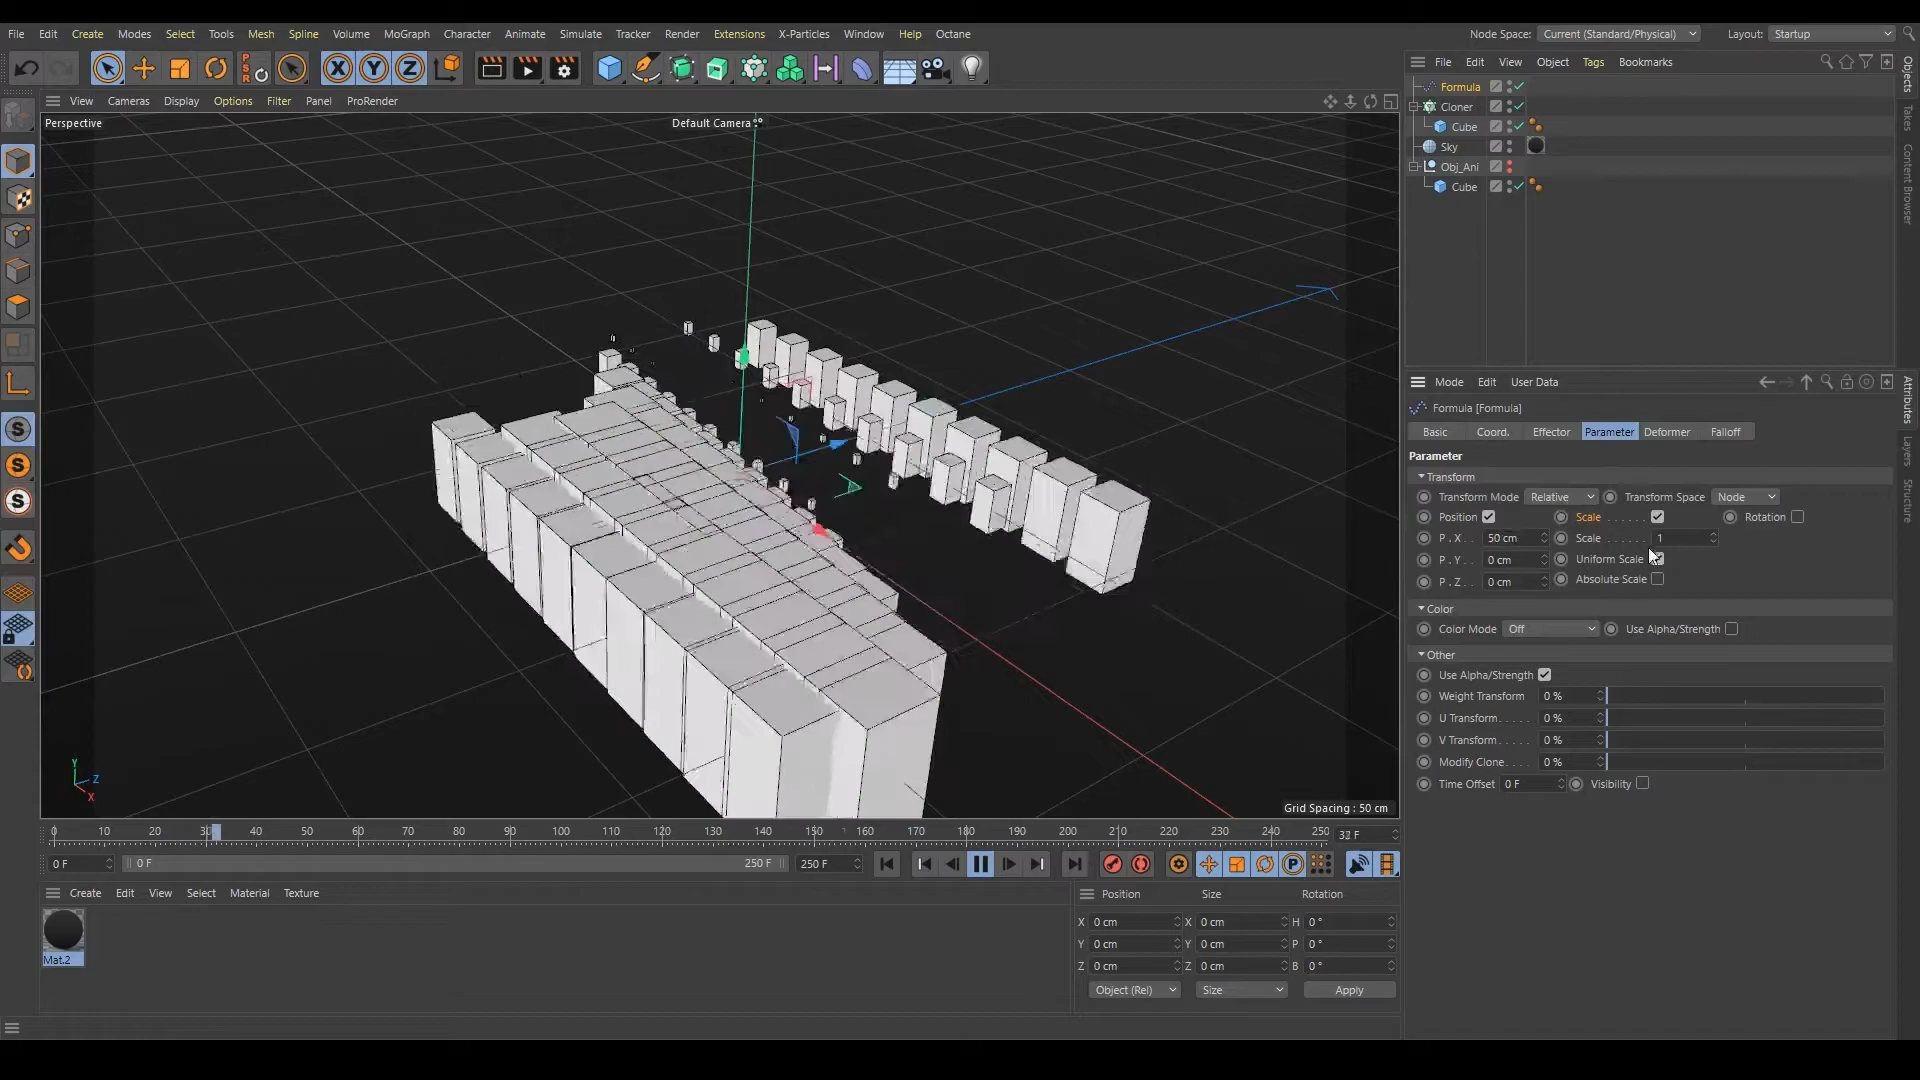 File Edit Create Modes Select Tools Mesh Spline Volume MoGraph Character Animate Simulate Tracker Render Extensions X-Particles Window Help Octane Node Space: Current (Standard/Physical) Layout: Startup
P
S
R
X Y Z
File Edit View Object Tags Bookmarks
View Cameras Display Options Filter Panel ProRender
Perspective
Default Camera
Formula
Cloner
Cube
Sky
Obj_Ani
Cube
Objects
Takes
Content Browser
Mode Edit User Data
Formula [Formula]
Basic Coord. Effector Parameter Deformer Falloff
Parameter
Transform
Transform Mode Relative Transform Space Node
Position Scale . . . . . . Rotation
P . X . . 50 cm Scale . . . . . . 1
P . Y . . 0 cm Uniform Scale
P . Z . . 0 cm Absolute Scale
Color
Color Mode Off Use Alpha/Strength
Other
Use Alpha/Strength
Weight Transform 0 %
U Transform . . . . . 0 %
V Transform . . . . . 0 %
Modify Clone . . . . 0 %
Time Offset 0 F Visibility
Attributes
Layers
Structure
S
S
S
Y
Z
X
Grid Spacing : 50 cm
0 10 20 30 40 50 60 70 80 90 100 110 120 130 140 150 160 170 180 190 200 210 220 230 240 250
0 F 0 F 250 F 250 F
P
Create Edit View Select Material Texture
Mat.2
Position Size Rotation
X 0 cm X 0 cm H 0 °
Y 0 cm Y 0 cm P 0 °
Z 0 cm Z 0 cm B 0 °
Object (Rel) Size Apply